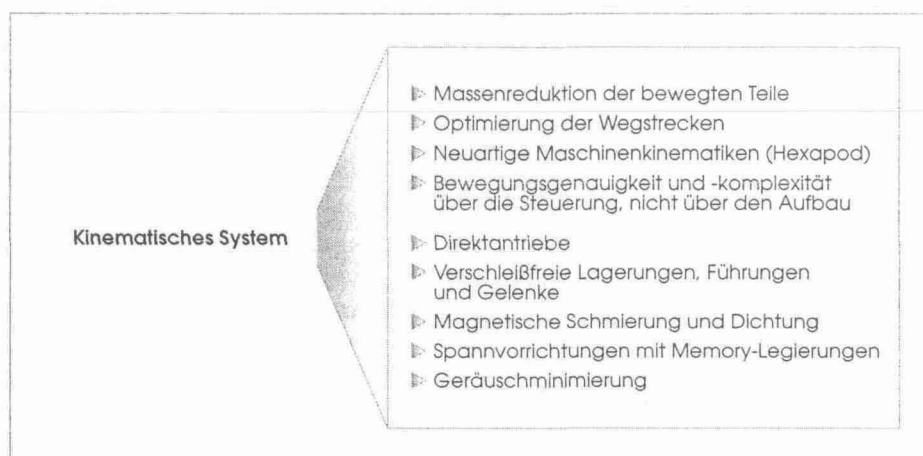 Massenreduktion der bewegten Teile
Optimierung der Wegstrecken
Neuartige Maschinenkinematiken (Hexapod)
Bewegungsgenauigkeit und -komplexität
über die Steuerung, nicht über den Aufbau
Kinematisches System
Direktantriebe
Verschleißfreie Lagerungen, Führungen
und Gelenke
Magnetische Schmierung und Dichtung
Spannvorrichtungen mit Memory-Legierungen
Geräuschminimierung